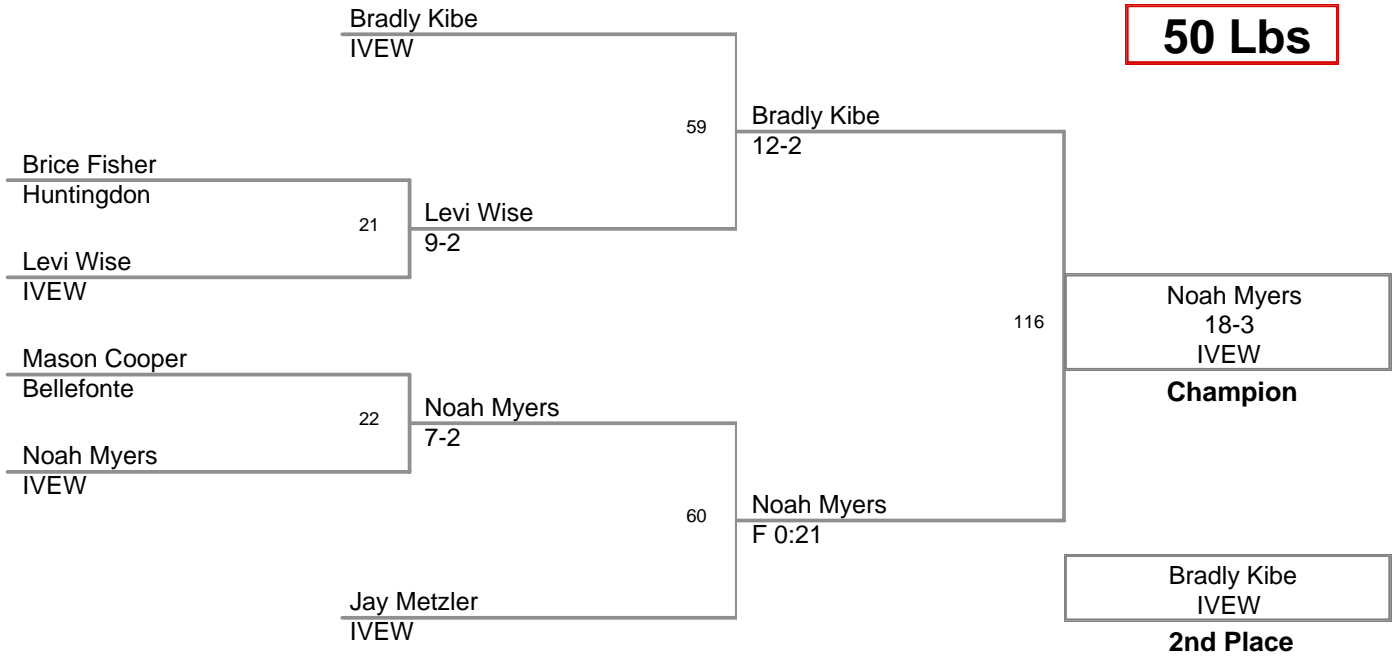 Bradly Kibe
IVEW
50 Lbs
59
Bradly Kibe
12-2
Brice Fisher
Huntingdon
21
Levi Wise
9-2
Levi Wise
IVEW
116
Noah Myers
18-3
IVEW
Champion
Mason Cooper
Bellefonte
22
Noah Myers
7-2
Noah Myers
IVEW
60
Noah Myers
F 0:21
Jay Metzler
IVEW
Bradly Kibe
IVEW
2nd Place